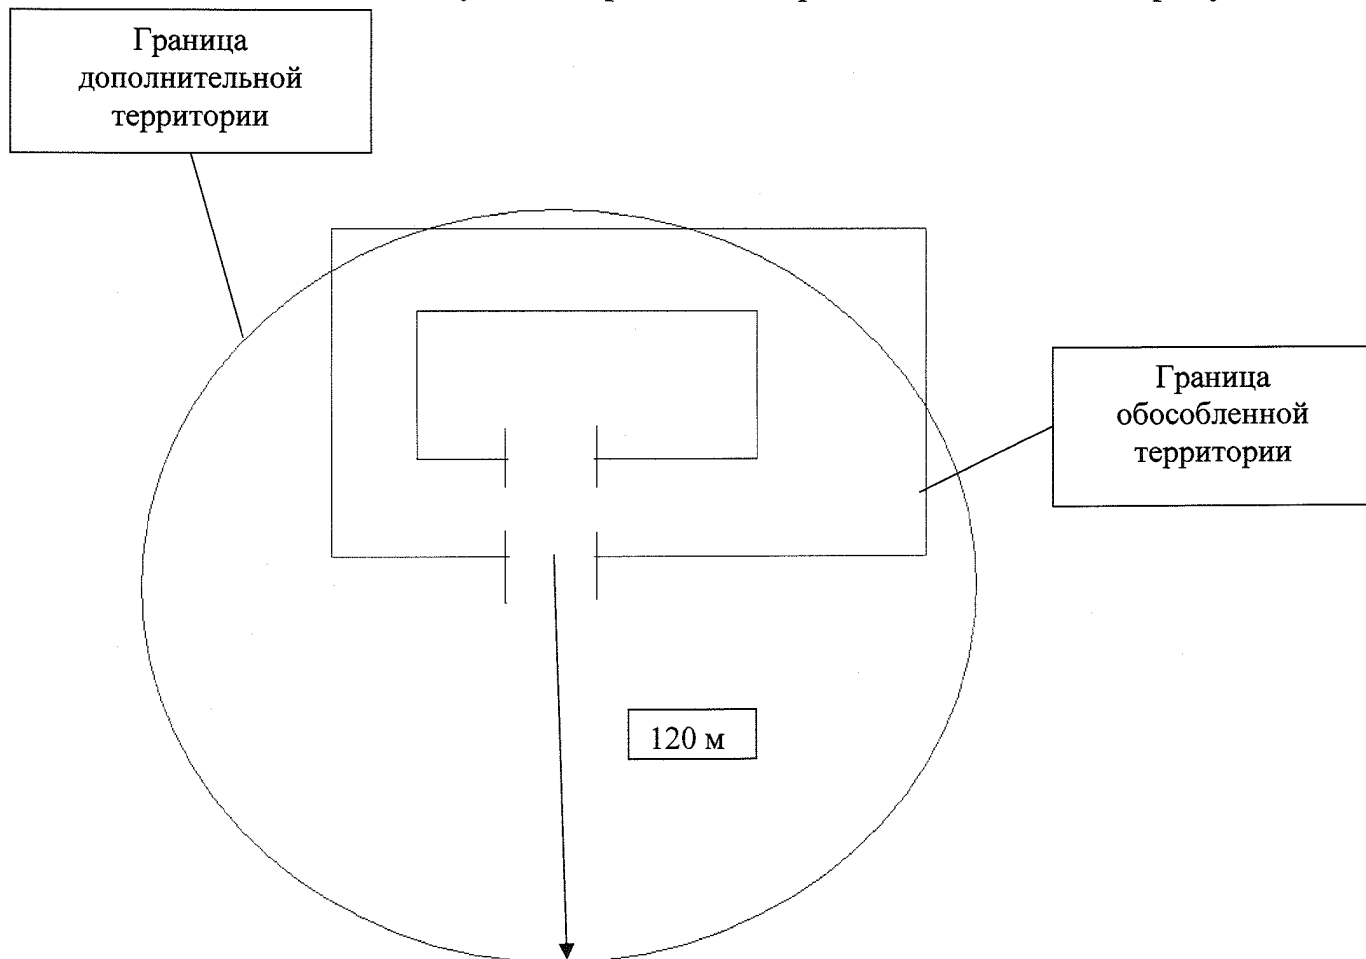 Граница
дополнительной
территории
Граница
обособленной
территории
120 м